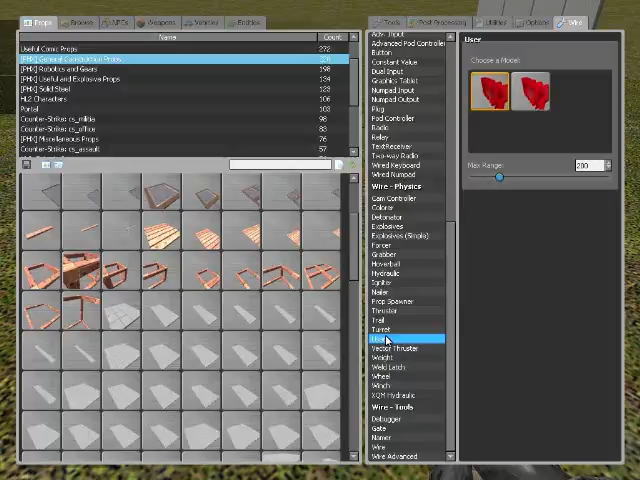 Props
Browse
NPCs
Weapons
Vehicles
Entities
Tools
Post Processing
Utilities
Options
Wire
Name
Count
Useful Comic Props 272
[PHX] General Construction Props
[PHX] Robotics and Gears 198
[PHX] Useful and Explosive Props 134
[PHX] Solid Steel 123
HL2 Characters 106
Portal 103
Counter-Strike: cs_militia 98
Counter-Strike: cs_office 83
[PHX] Miscelaneous Props 76
Counter-Strike: cs_assault 57
Adv. Input
Advanced Pod Controller
Button
Constant Value
Dual Input
Graphics Tablet
Numpad Input
Numpad Output
Plug
Pod Controller
Radio
Relay
TextReceiver
Two-way Radio
Wired Keyboard
Wired Numpad
Wire - Physics
Cam Controller
Colorer
Detonator
Explosives
Explosives (Simple)
Forcer
Grabber
Hoverball
Hydraulic
Igniter
Nailer
Prop Spawner
Thruster
Trail
Turret
User
Vector Thruster
Weight
Weld Latch
Wheel
Winch
XQM Hydraulic
Wire - Tools
Debugger
Gate
Namer
Wire
Wire Advanced
User
Choose a Model:
Max Range: 200